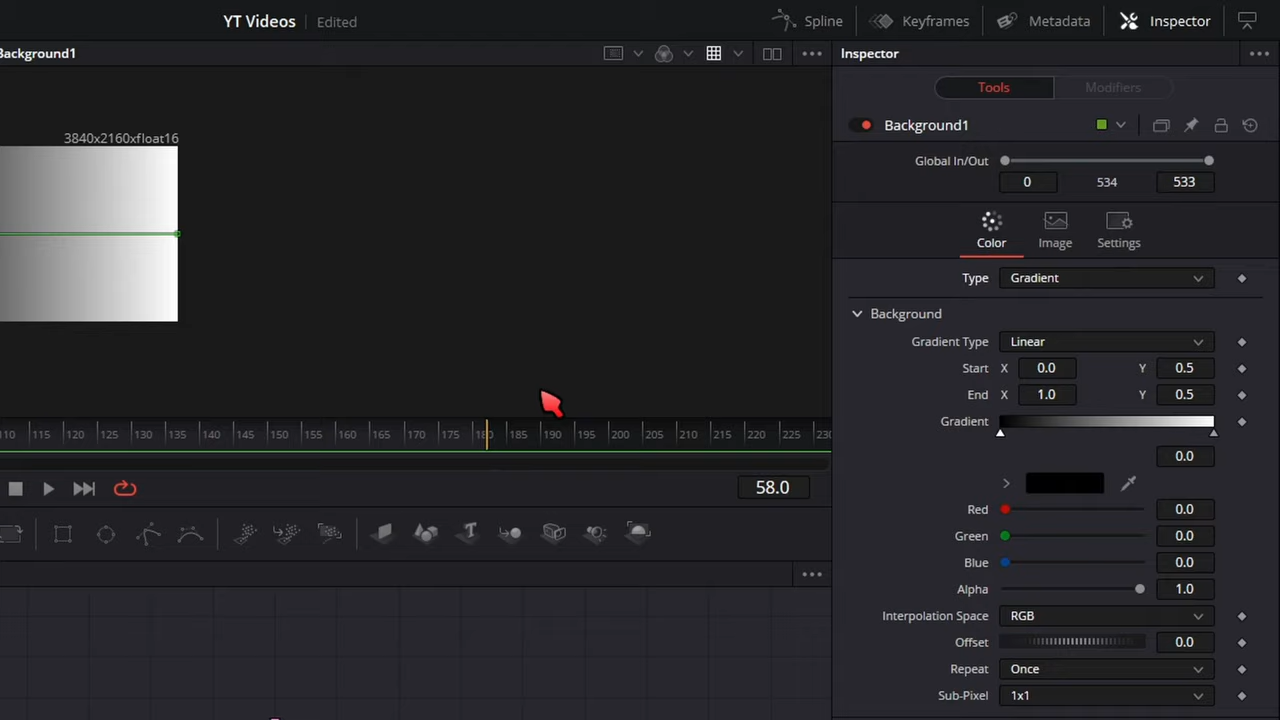 YT Videos Edited Spline Keyframes Metadata Inspector
Background1
Inspector
Tools Modifiers
3840x2160xfloat16
Background1
Global In/Out
0 534 533
Color Image Settings
Type Gradient
Background
Gradient Type Linear
Start X 0.0 Y 0.5
End X 1.0 Y 0.5
Gradient
0.0
Red 0.0
Green 0.0
Blue 0.0
Alpha 1.0
Interpolation Space RGB
Offset 0.0
Repeat Once
Sub-Pixel 1x1
110 115 120 125 130 135 140 145 150 155 160 165 170 175 180 185 190 195 200 205 210 215 220 225 230
58.0
T